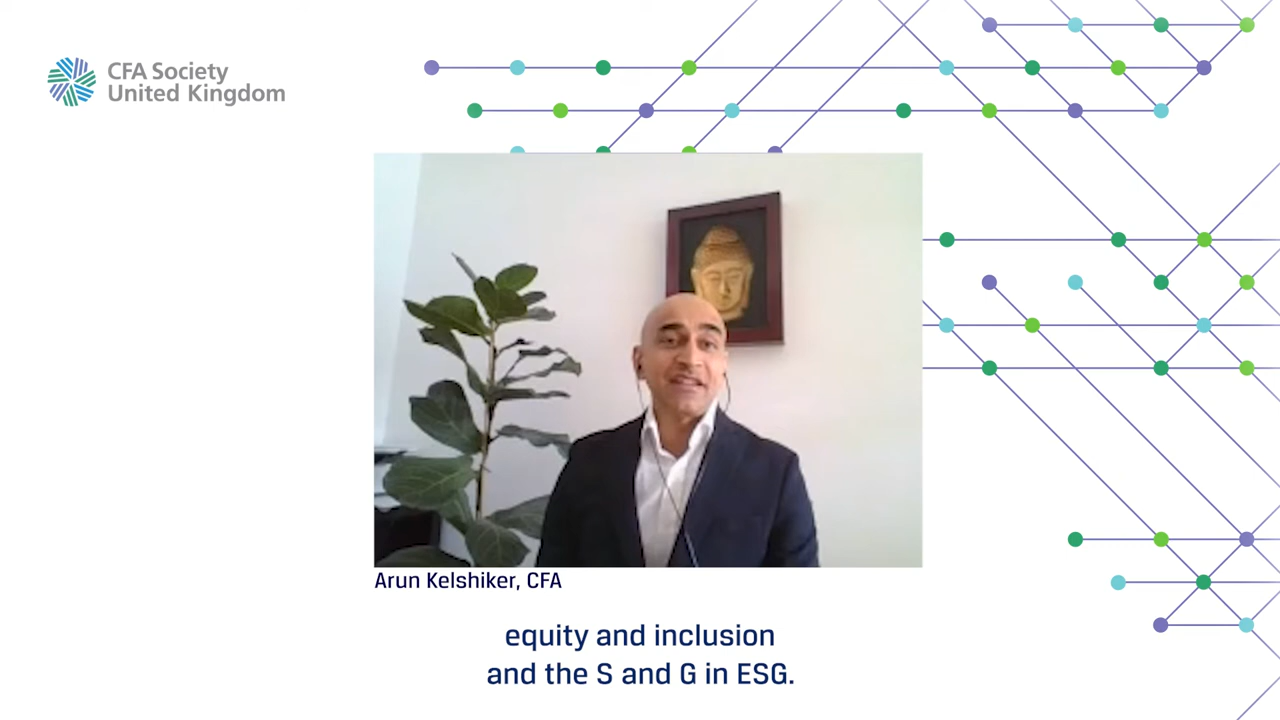 CFA Society
United Kingdom
Arun Kelshiker, CFA
equity and inclusion
and the S and G in ESG.